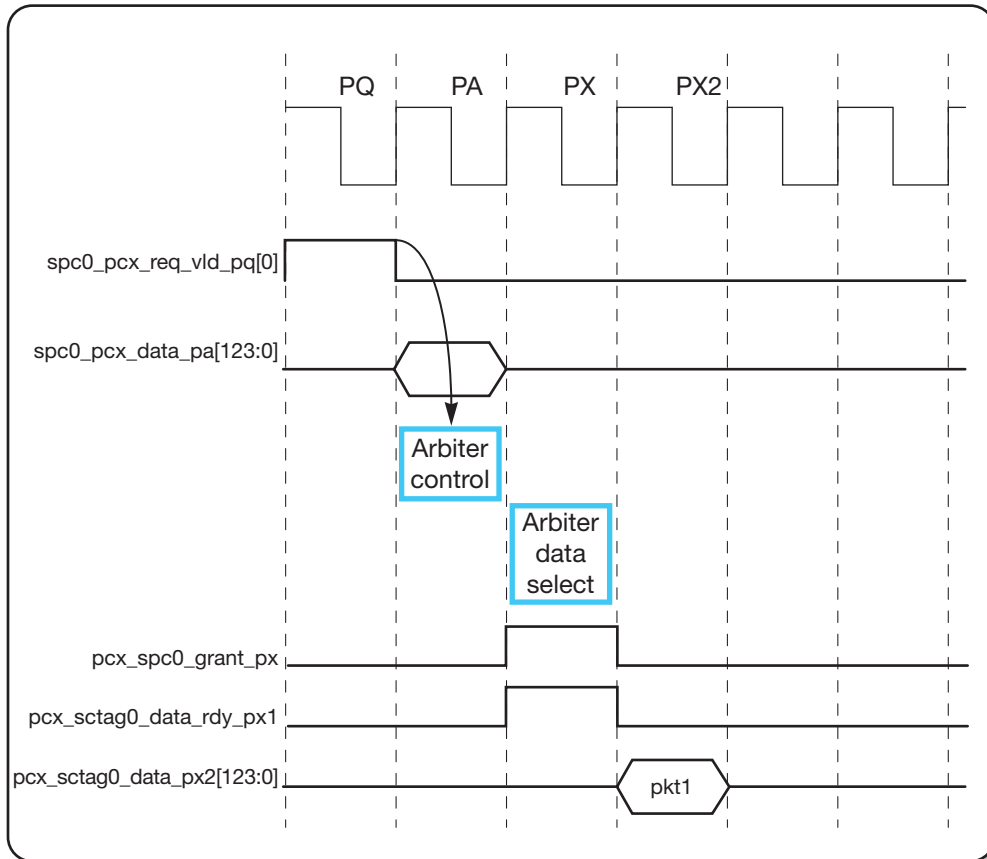 PQ PA PX PX2
spc0_pcx_req_vld_pq[0]
spc0_pcx_data_pa[123:0]
Arbiter
control
Arbiter
data
select
pcx_spc0_grant_px
pcx_sctag0_data_rdy_px1
pcx_sctag0_data_px2[123:0]
pkt1